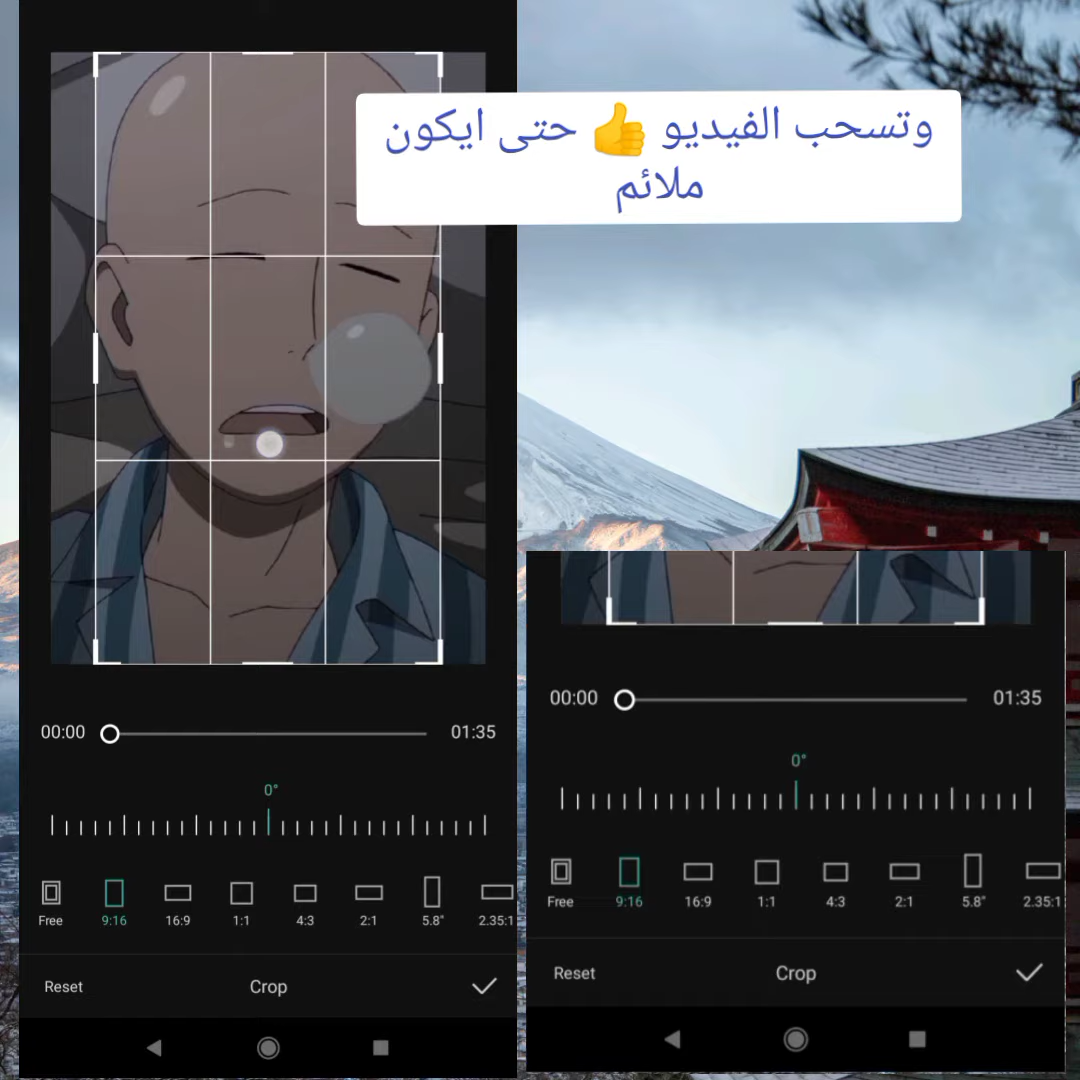 وتسحب الفيديو 👍 حتى ايكون
ملائم
00:00 01:35
0°
Free 9:16 16:9 1:1 4:3 2:1 5.8" 2.35:1
Reset Crop
00:00 01:35
0°
Free 9:16 16:9 1:1 4:3 2:1 5.8" 2.35:1
Reset Crop